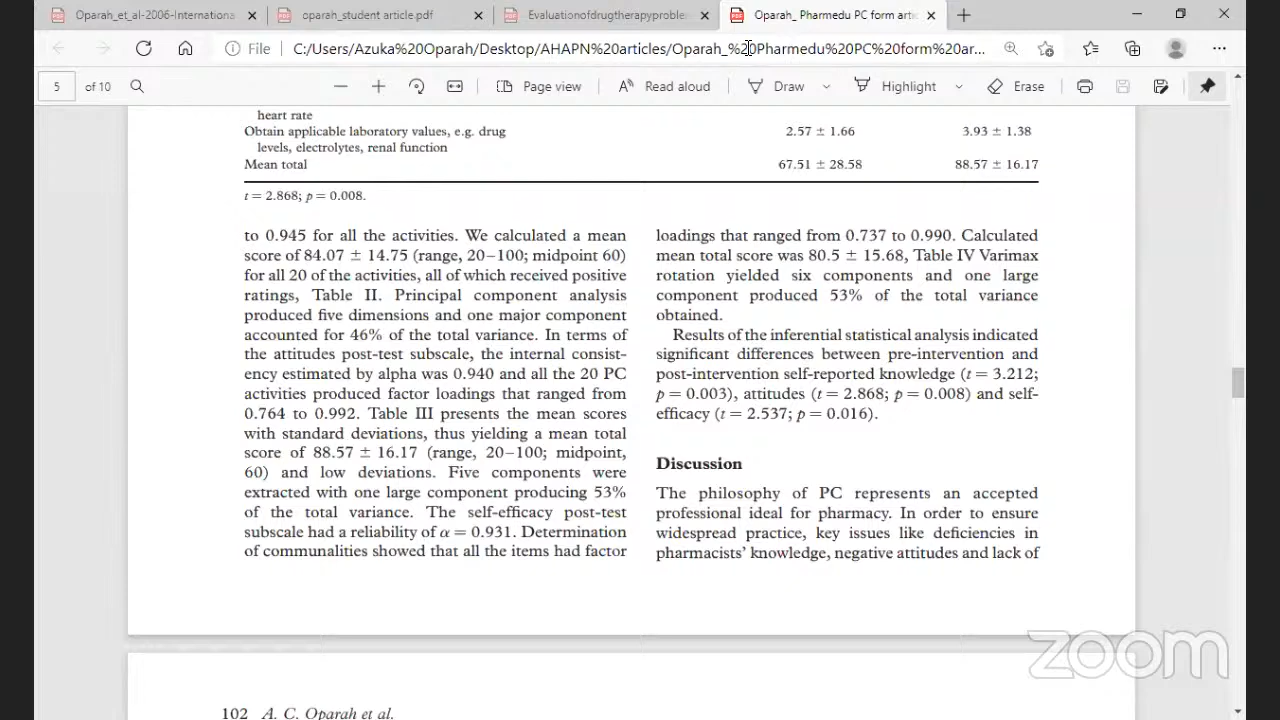 Oparah_et_al-2006-Internationa
oparah_student article.pdf
Evaluationofdrugtherapyproble
Oparah_ Pharmedu PC form artic
File
C:/Users/Azuka%20Oparah/Desktop/AHAPN%20articles/Oparah_%20Pharmedu%20PC%20form%20ar...
5 of 10
Page view
Read aloud
Draw
Highlight
Erase
heart rate
Obtain applicable laboratory values, e.g. drug 2.57 ± 1.66 3.93 ± 1.38
levels, electrolytes, renal function
Mean total 67.51 ± 28.58 88.57 ± 16.17
t = 2.868; p = 0.008.
to 0.945 for all the activities. We calculated a mean
score of 84.07 ± 14.75 (range, 20–100; midpoint 60)
for all 20 of the activities, all of which received positive
ratings, Table II. Principal component analysis
produced five dimensions and one major component
accounted for 46% of the total variance. In terms of
the attitudes post-test subscale, the internal consist-
ency estimated by alpha was 0.940 and all the 20 PC
activities produced factor loadings that ranged from
0.764 to 0.992. Table III presents the mean scores
with standard deviations, thus yielding a mean total
score of 88.57 ± 16.17 (range, 20–100; midpoint,
60) and low deviations. Five components were
extracted with one large component producing 53%
of the total variance. The self-efficacy post-test
subscale had a reliability of α = 0.931. Determination
of communalities showed that all the items had factor
loadings that ranged from 0.737 to 0.990. Calculated
mean total score was 80.5 ± 15.68, Table IV Varimax
rotation yielded six components and one large
component produced 53% of the total variance
obtained.
Results of the inferential statistical analysis indicated
significant differences between pre-intervention and
post-intervention self-reported knowledge (t = 3.212;
p = 0.003), attitudes (t = 2.868; p = 0.008) and self-
efficacy (t = 2.537; p = 0.016).
Discussion
The philosophy of PC represents an accepted
professional ideal for pharmacy. In order to ensure
widespread practice, key issues like deficiencies in
pharmacists' knowledge, negative attitudes and lack of
zoom
102 A. C. Oparah et al.